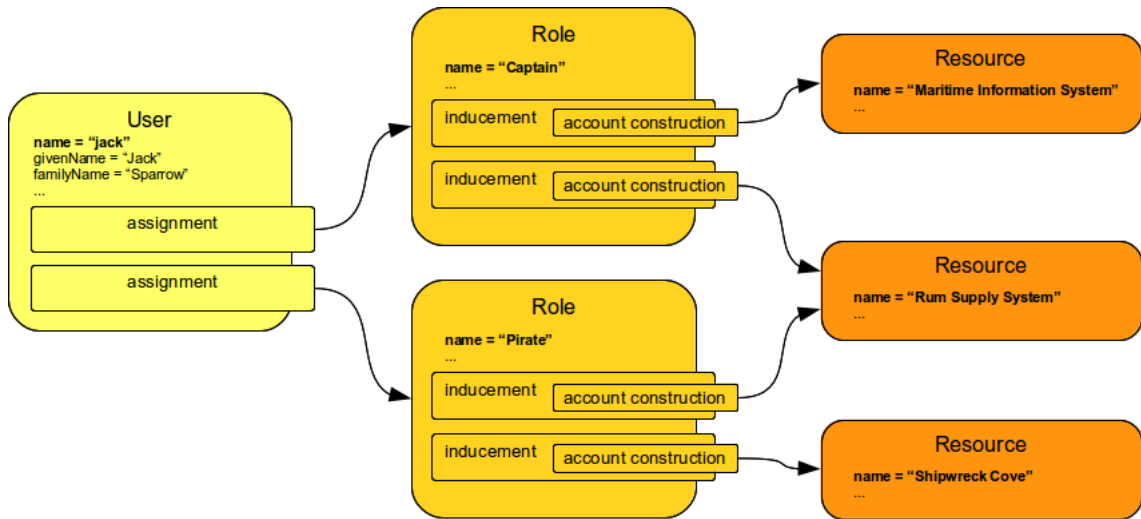 User
name = “jack”
givenName = “Jack”
familyName = “Sparrow”
...
assignment
assignment
Role
name = “Captain”
...
inducement
account construction
inducement
account construction
Role
name = “Pirate”
...
inducement
account construction
inducement
account construction
Resource
name = “Maritime Information System”
...
Resource
name = “Rum Supply System”
...
Resource
name = “Shipwreck Cove”
...